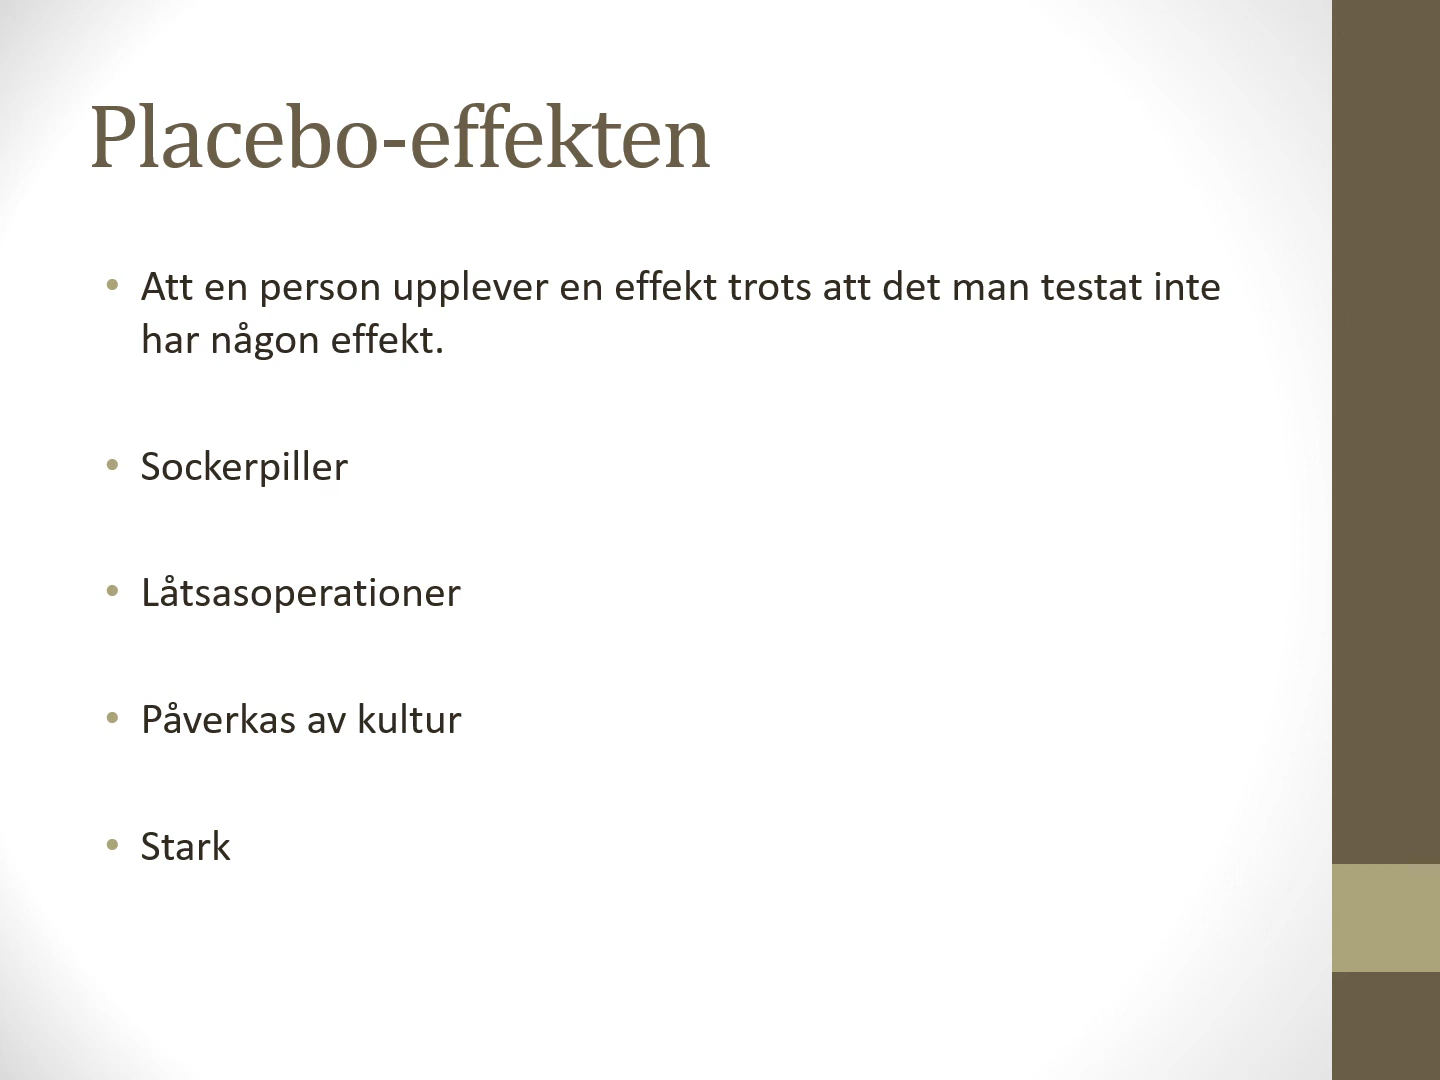 Placebo-effekten
• Att en person upplever en effekt trots att det man testat inte
har någon effekt.
• Sockerpiller
• Låtsasoperationer
• Påverkas av kultur
• Stark